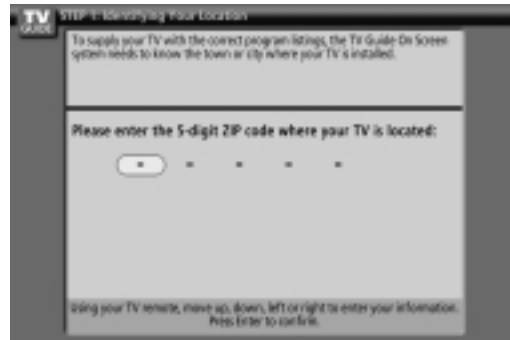 TV
GUIDE
STEP 1: Identifying Your Location
To supply your TV with the correct program listings, the TV Guide On Screen
system needs to know the town or city where your TV is installed.
Please enter the 5-digit ZIP code where your TV is located:
- - - - -
Using your TV remote, move up, down, left or right to enter your information.
Press Enter to confirm.